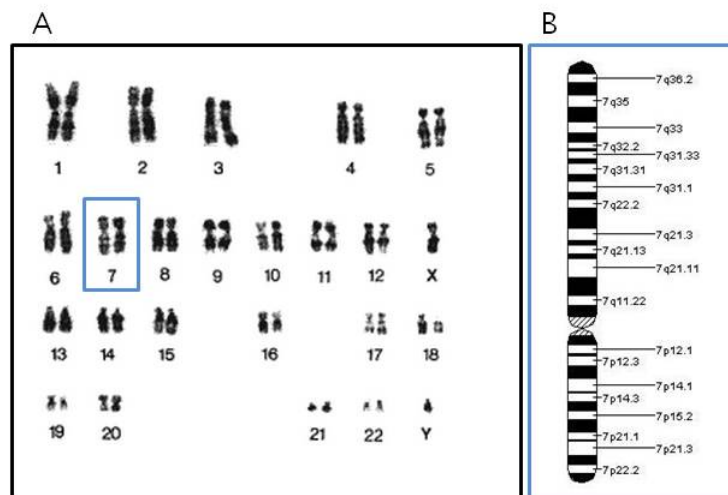 A
B
1 2 3 4 5
6 7 8 9 10 11 12 X
13 14 15 16 17 18
19 20 21 22 Y
7q36.2
7q35
7q33
7q32.2
7q31.33
7q31.31
7q31.1
7q22.2
7q21.3
7q21.13
7q21.11
7q11.22
7p12.1
7p12.3
7p14.1
7p14.3
7p15.2
7p21.1
7p21.3
7p22.2